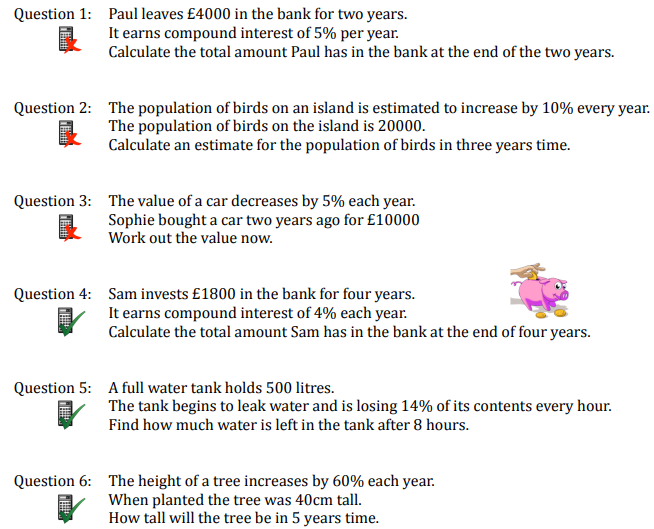 Question 1: Paul leaves £4000 in the bank for two years.
It earns compound interest of 5% per year.
Calculate the total amount Paul has in the bank at the end of the two years.
Question 2: The population of birds on an island is estimated to increase by 10% every year.
The population of birds on the island is 20000.
Calculate an estimate for the population of birds in three years time.
Question 3: The value of a car decreases by 5% each year.
Sophie bought a car two years ago for £10000
Work out the value now.
Question 4: Sam invests £1800 in the bank for four years.
It earns compound interest of 4% each year.
Calculate the total amount Sam has in the bank at the end of four years.
Question 5: A full water tank holds 500 litres.
The tank begins to leak water and is losing 14% of its contents every hour.
Find how much water is left in the tank after 8 hours.
Question 6: The height of a tree increases by 60% each year.
When planted the tree was 40cm tall.
How tall will the tree be in 5 years time.